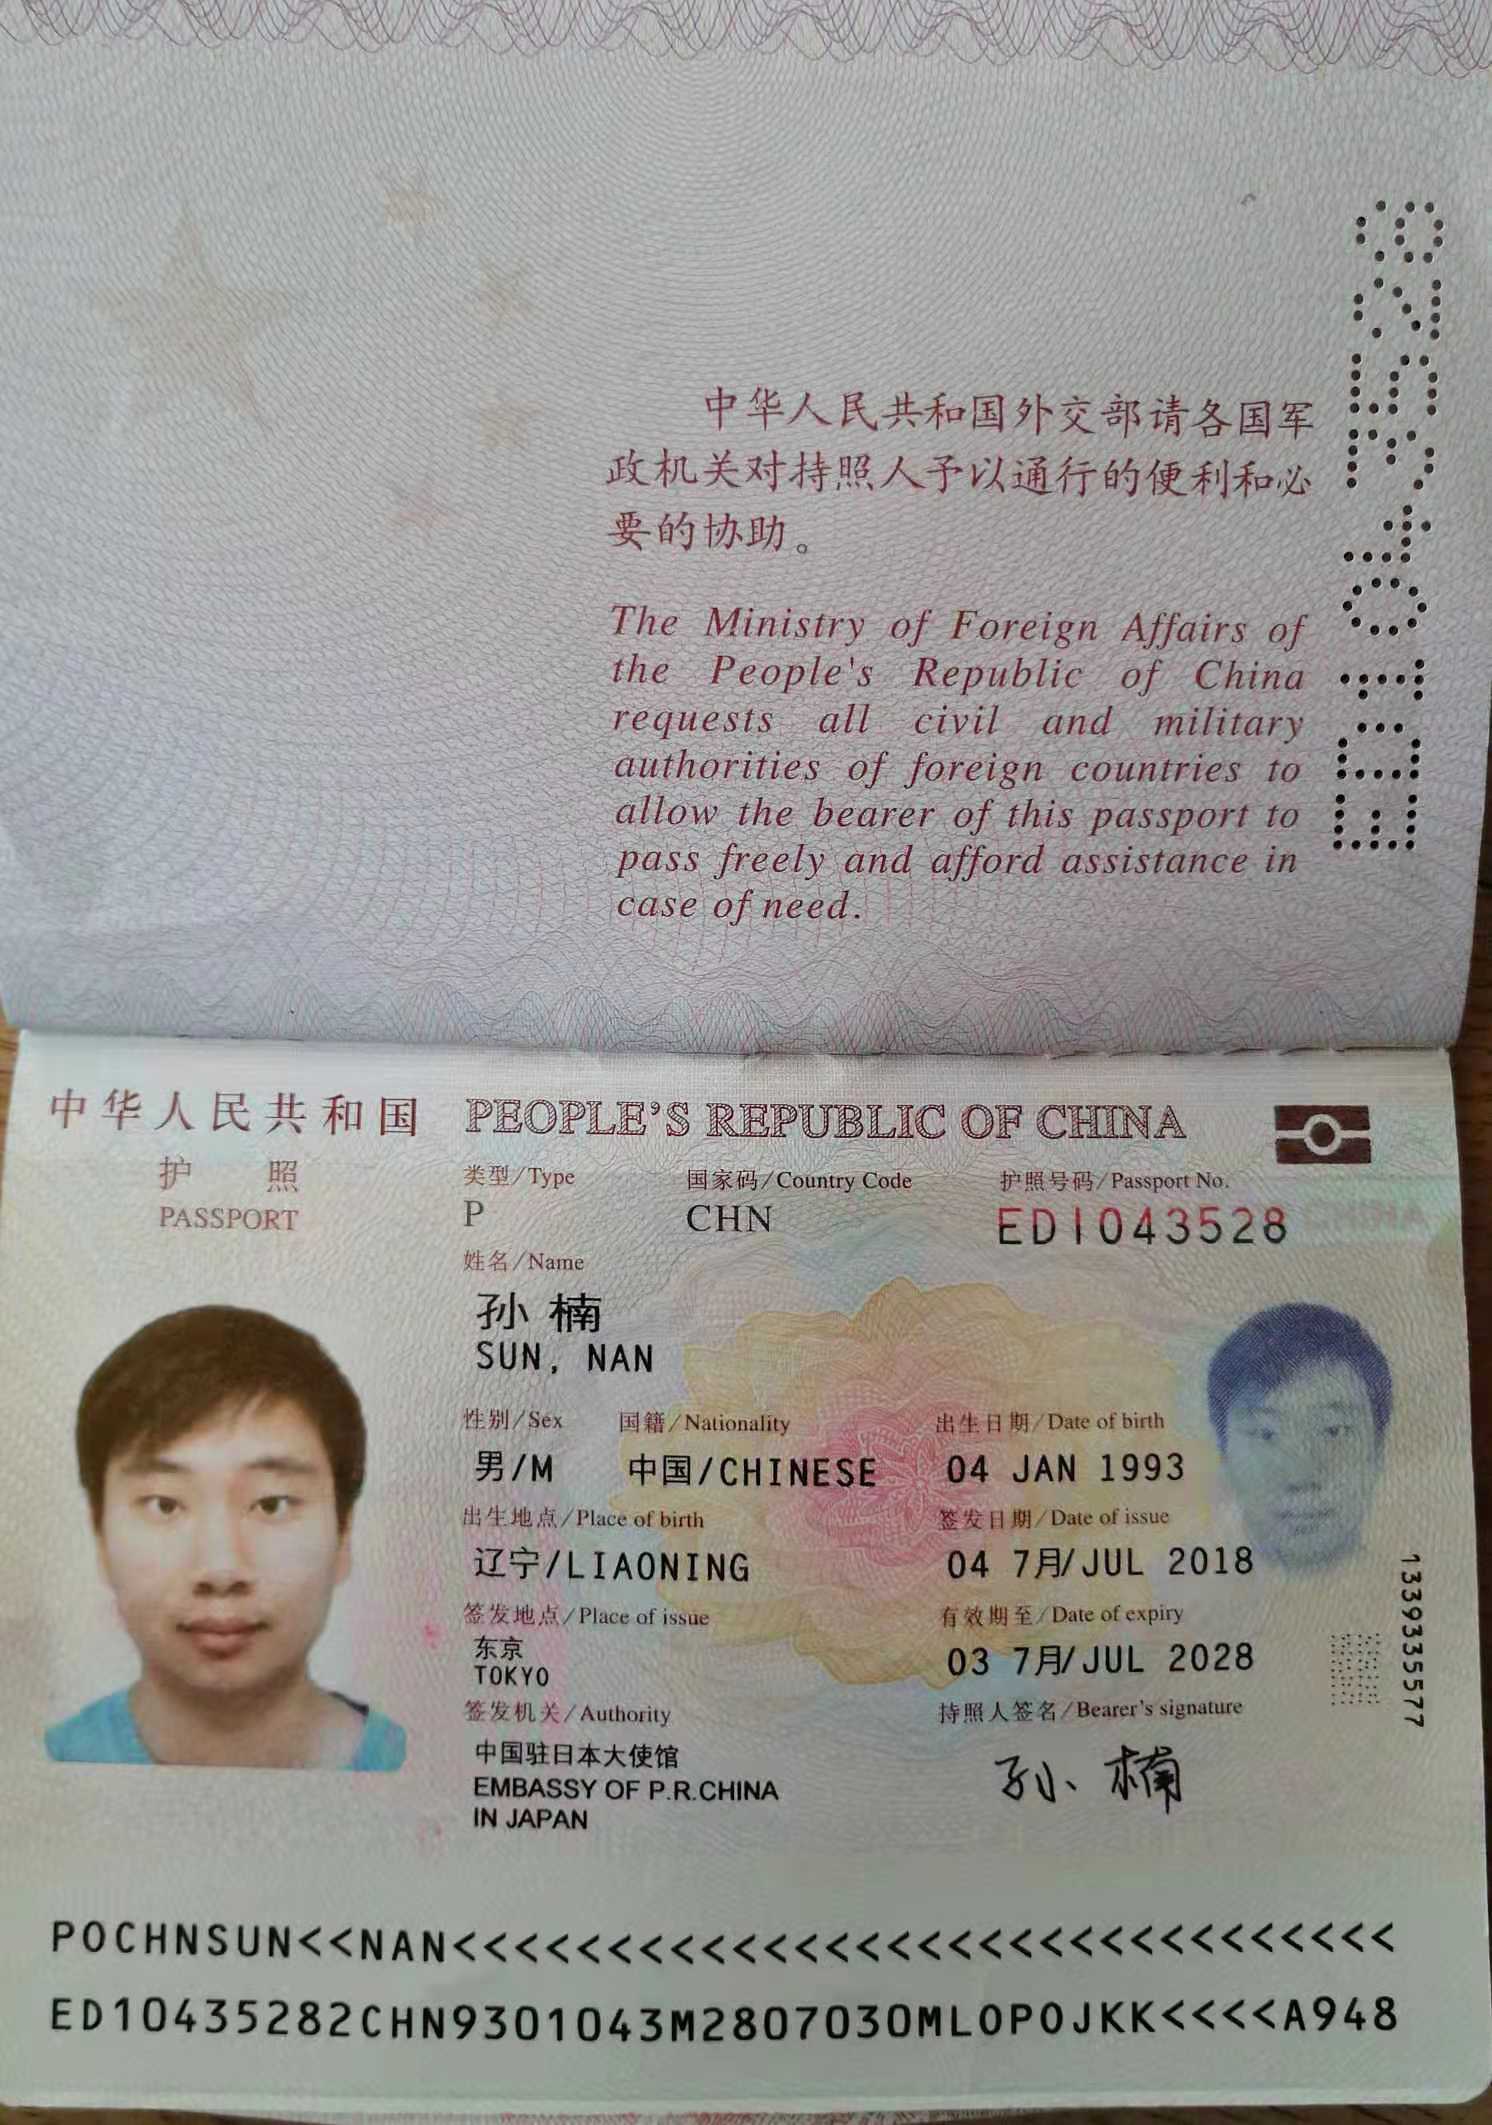 中华人民共和国外交部请各国军
政机关对持照人予以通行的便利和必
要的协助。
The Ministry of Foreign Affairs of
the People's Republic of China
requests all civil and military
authorities of foreign countries to
allow the bearer of this passport to
pass freely and afford assistance in
case of need.
ED1043528
中华人民共和国 PEOPLE'S REPUBLIC OF CHINA
护照 类型/Type 国家码/Country Code 护照号码/Passport No.
PASSPORT P CHN ED1043528
CHINA
姓名/Name
孙楠
SUN, NAN
性别/Sex 国籍/Nationality 出生日期/Date of birth
男/M 中国/CHINESE 04 JAN 1993
出生地点/Place of birth 签发日期/Date of issue
辽宁/LIAONING 04 7月/JUL 2018
签发地点/Place of issue 有效期至/Date of expiry
东京 03 7月/JUL 2028
TOKYO
签发机关/Authority 持照人签名/Bearer's signature
中国驻日本大使馆 孙楠
EMBASSY OF P.R.CHINA
IN JAPAN
1339335577
POCHNSUN<<NAN<<<<<<<<<<<<<<<<<<<<<<<<<<<<<<<
ED10435282CHN9301043M2807030MLOPOJKK<<<<A948